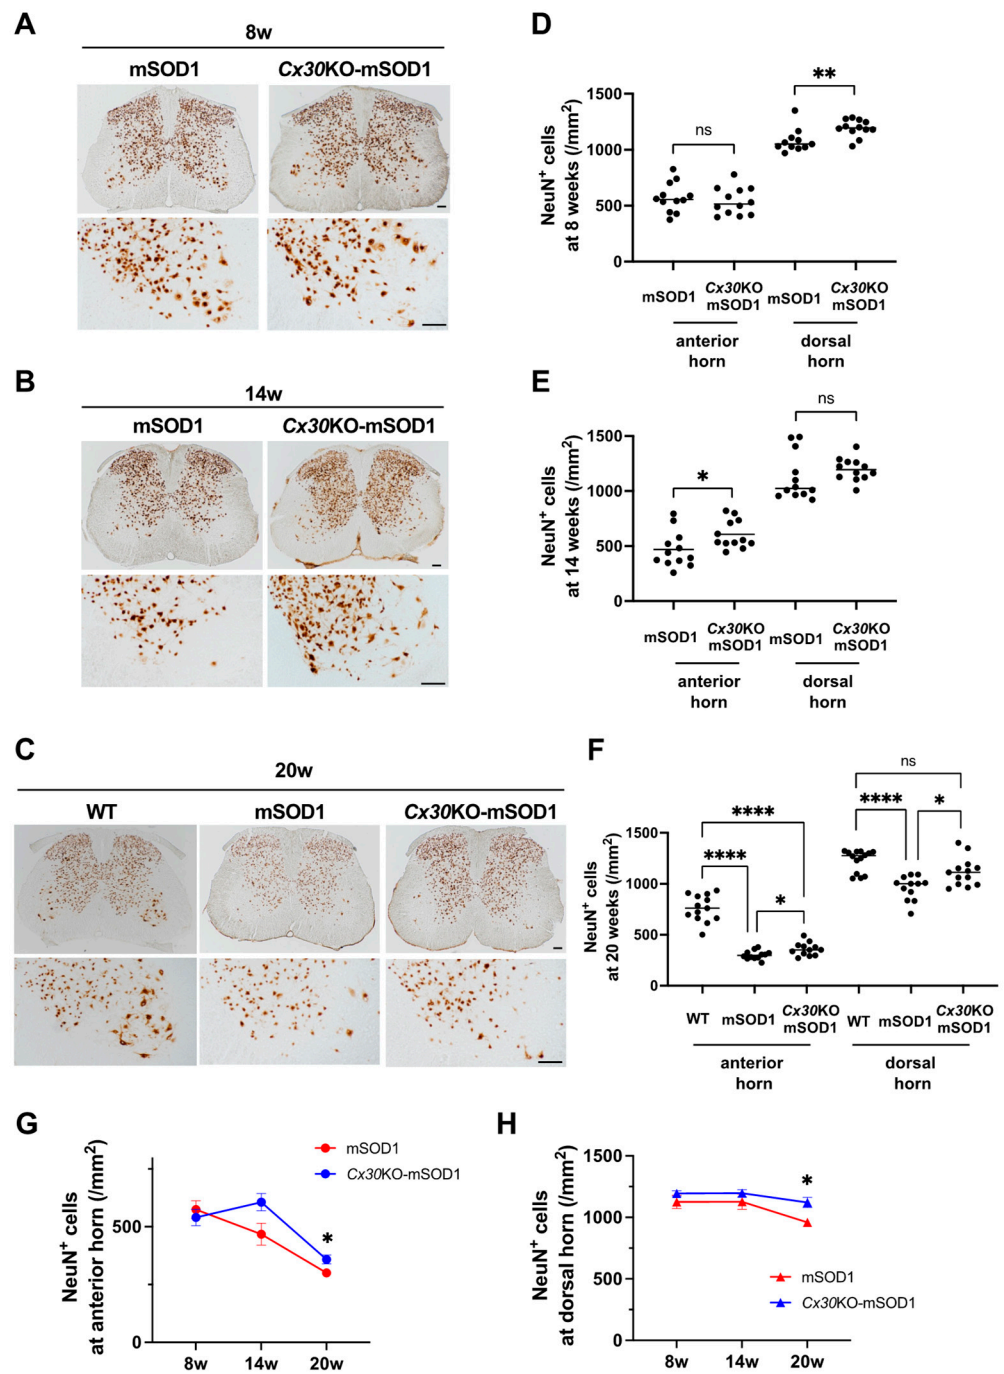 A
8w
mSOD1
Cx30KO-mSOD1
D
NeuN+ cells
at 8 weeks (/mm2)
1500
1000
500
0
ns
**
mSOD1
Cx30KO
mSOD1
mSOD1
Cx30KO
mSOD1
anterior
horn
dorsal
horn
B
14w
mSOD1
Cx30KO-mSOD1
E
NeuN+ cells
at 14 weeks (/mm2)
1500
1000
500
0
*
ns
mSOD1
Cx30KO
mSOD1
mSOD1
Cx30KO
mSOD1
anterior
horn
dorsal
horn
C
20w
WT
mSOD1
Cx30KO-mSOD1
F
NeuN+ cells
at 20 weeks (/mm2)
1500
1000
500
0
****
****
*
ns
****
*
WT
mSOD1
Cx30KO
mSOD1
WT
mSOD1
Cx30KO
mSOD1
anterior
horn
dorsal
horn
G
NeuN+ cells
at anterior horn (/mm2)
500
0
mSOD1
Cx30KO-mSOD1
*
8w
14w
20w
H
NeuN+ cells
at dorsal horn (/mm2)
1500
1000
500
0
*
mSOD1
Cx30KO-mSOD1
8w
14w
20w